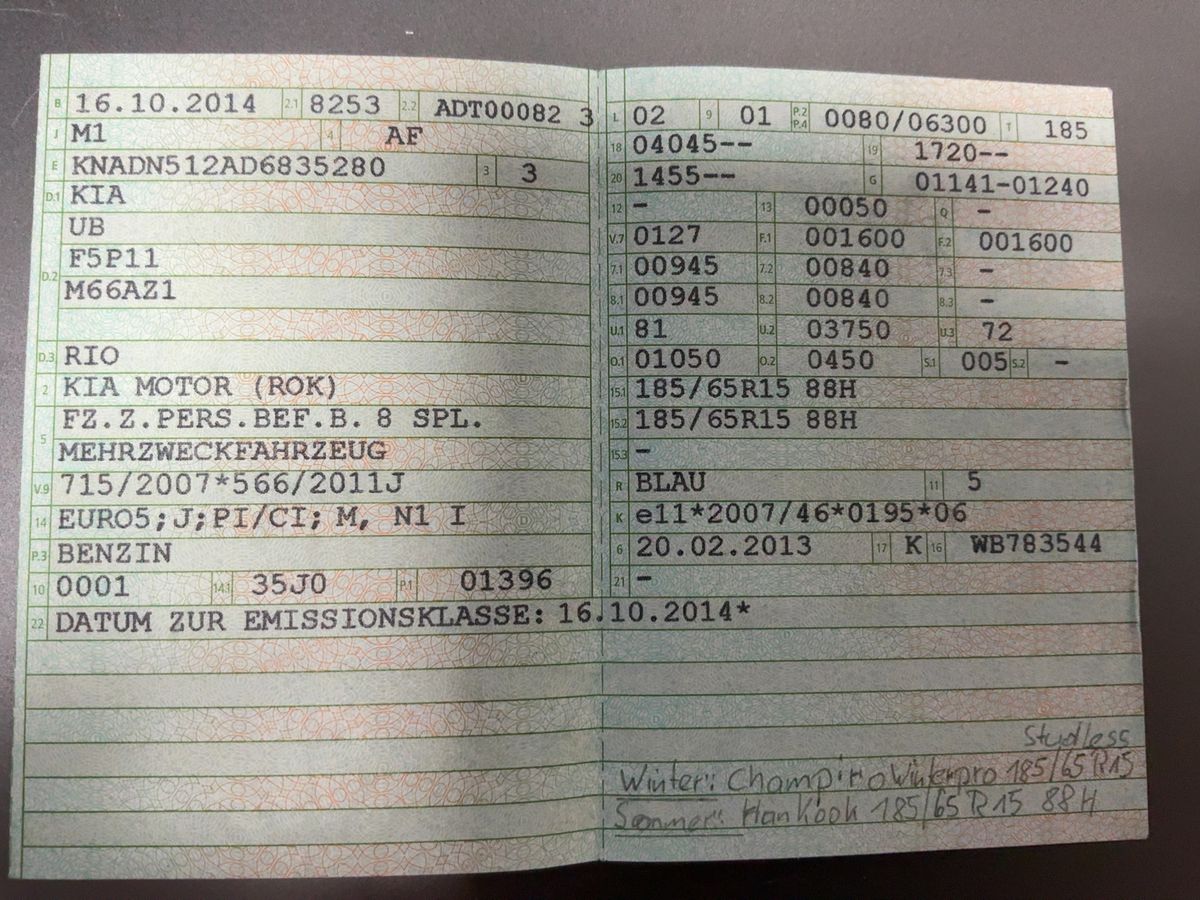 B 16.10.2014 2.1 8253 2.2 ADT00082 3
J M1 4 AF
E KNADN512AD6835280 3 3
D.1 KIA
UB
D.2 F5P11
M66AZ1
D.3 RIO
2 KIA MOTOR (ROK)
5 FZ.Z.PERS.BEF.B. 8 SPL.
MEHRZWECKFAHRZEUG
V.9 715/2007*566/2011J
14 EURO5;J;PI/CI; M, N1 I
P.3 BENZIN
10 0001 14.1 35J0 P.1 01396
22 DATUM ZUR EMISSIONSKLASSE: 16.10.2014*
L 02 9 01 P.2 P.4 0080/06300 T 185
18 04045-- 19 1720--
20 1455-- G 01141-01240
12 - 13 00050 Q -
V.7 0127 F.1 001600 F.2 001600
7.1 00945 7.2 00840 7.3 -
8.1 00945 8.2 00840 8.3 -
U.1 81 U.2 03750 U.3 72
O.1 01050 O.2 0450 S.1 005 S.2 -
15.1 185/65R15 88H
15.2 185/65R15 88H
15.3 -
R BLAU 11 5
K e11*2007/46*0195*06
6 20.02.2013 17 K 16 WB783544
21 -
Studless
Winter: Champiro Winterpro 185/65 R15
Sommer: Hankook 185/65 R 15 88H